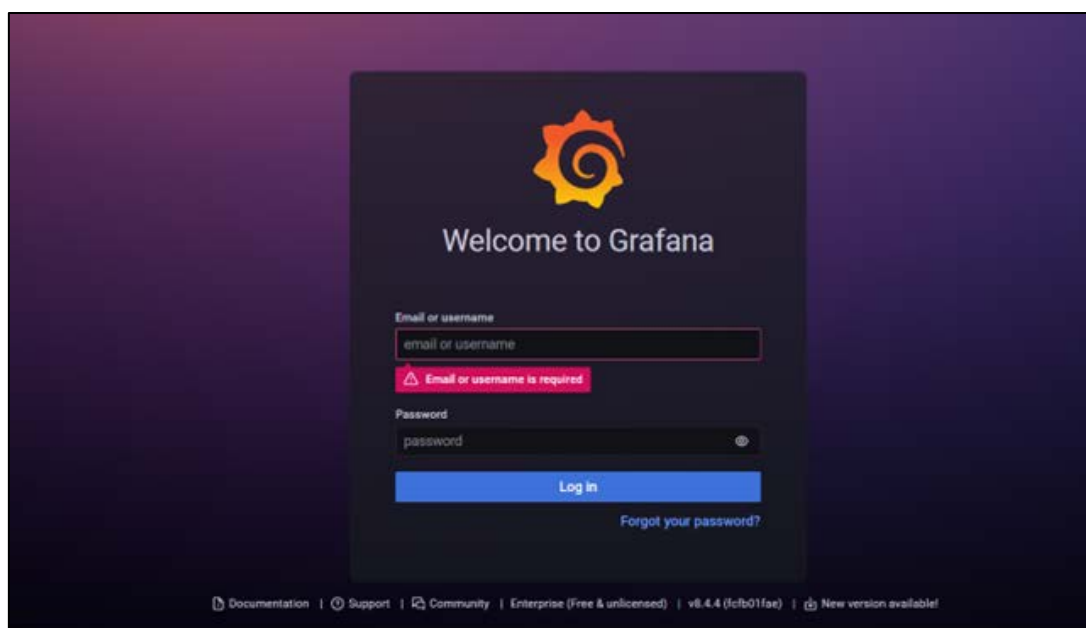 Welcome to Grafana
Email or username
email or username
Email or username is required
Password
password
Log in
Forgot your password?
Documentation | Support | Community | Enterprise (Free & unlicensed) | v8.4.4 (fcfb01fae) | New version available!